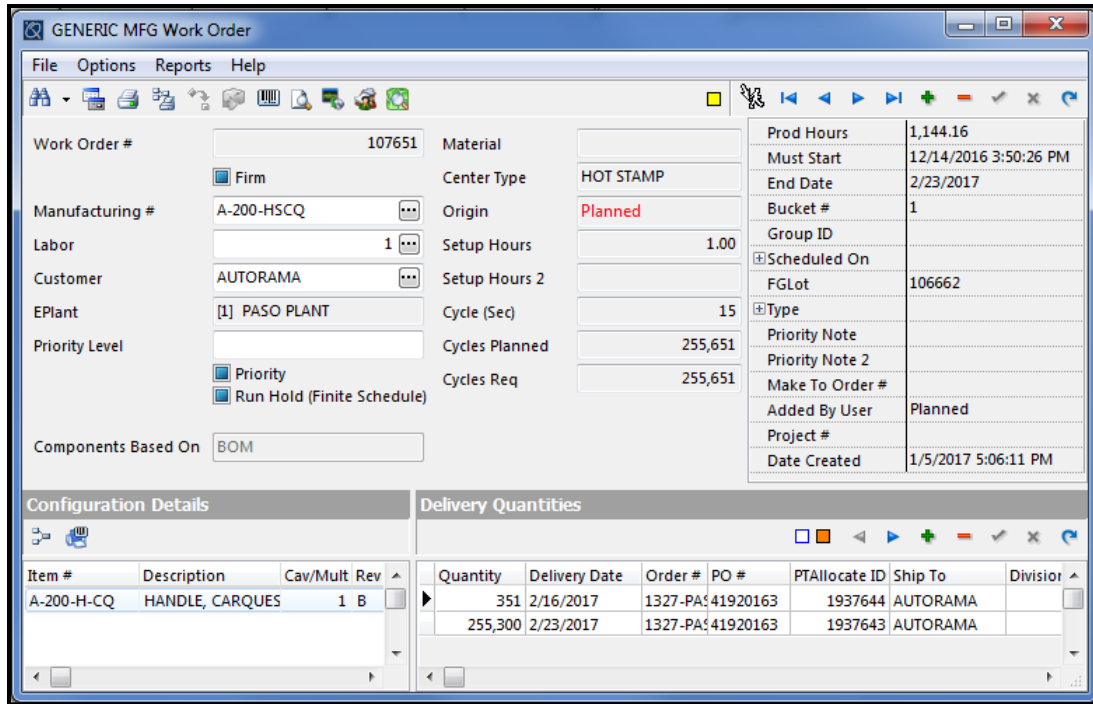 GENERIC MFG Work Order
File Options Reports Help
Work Order # 107651
Firm
Manufacturing # A-200-HSCQ
Labor 1
Customer AUTORAMA
EPlant [1] PASO PLANT
Priority Level
Priority
Run Hold (Finite Schedule)
Components Based On BOM
Material
Center Type HOT STAMP
Origin Planned
Setup Hours 1.00
Setup Hours 2
Cycle (Sec) 15
Cycles Planned 255,651
Cycles Req 255,651
Prod Hours 1,144.16
Must Start 12/14/2016 3:50:26 PM
End Date 2/23/2017
Bucket # 1
Group ID
Scheduled On
FGLot 106662
Type
Priority Note
Priority Note 2
Make To Order #
Added By User Planned
Project #
Date Created 1/5/2017 5:06:11 PM
Configuration Details
Item # Description Cav/Mult Rev
A-200-H-CQ HANDLE, CARQUES 1 B
Delivery Quantities
Quantity Delivery Date Order # PO # PTAllocate ID Ship To Division
351 2/16/2017 1327-PAS 41920163 1937644 AUTORAMA
255,300 2/23/2017 1327-PAS 41920163 1937643 AUTORAMA